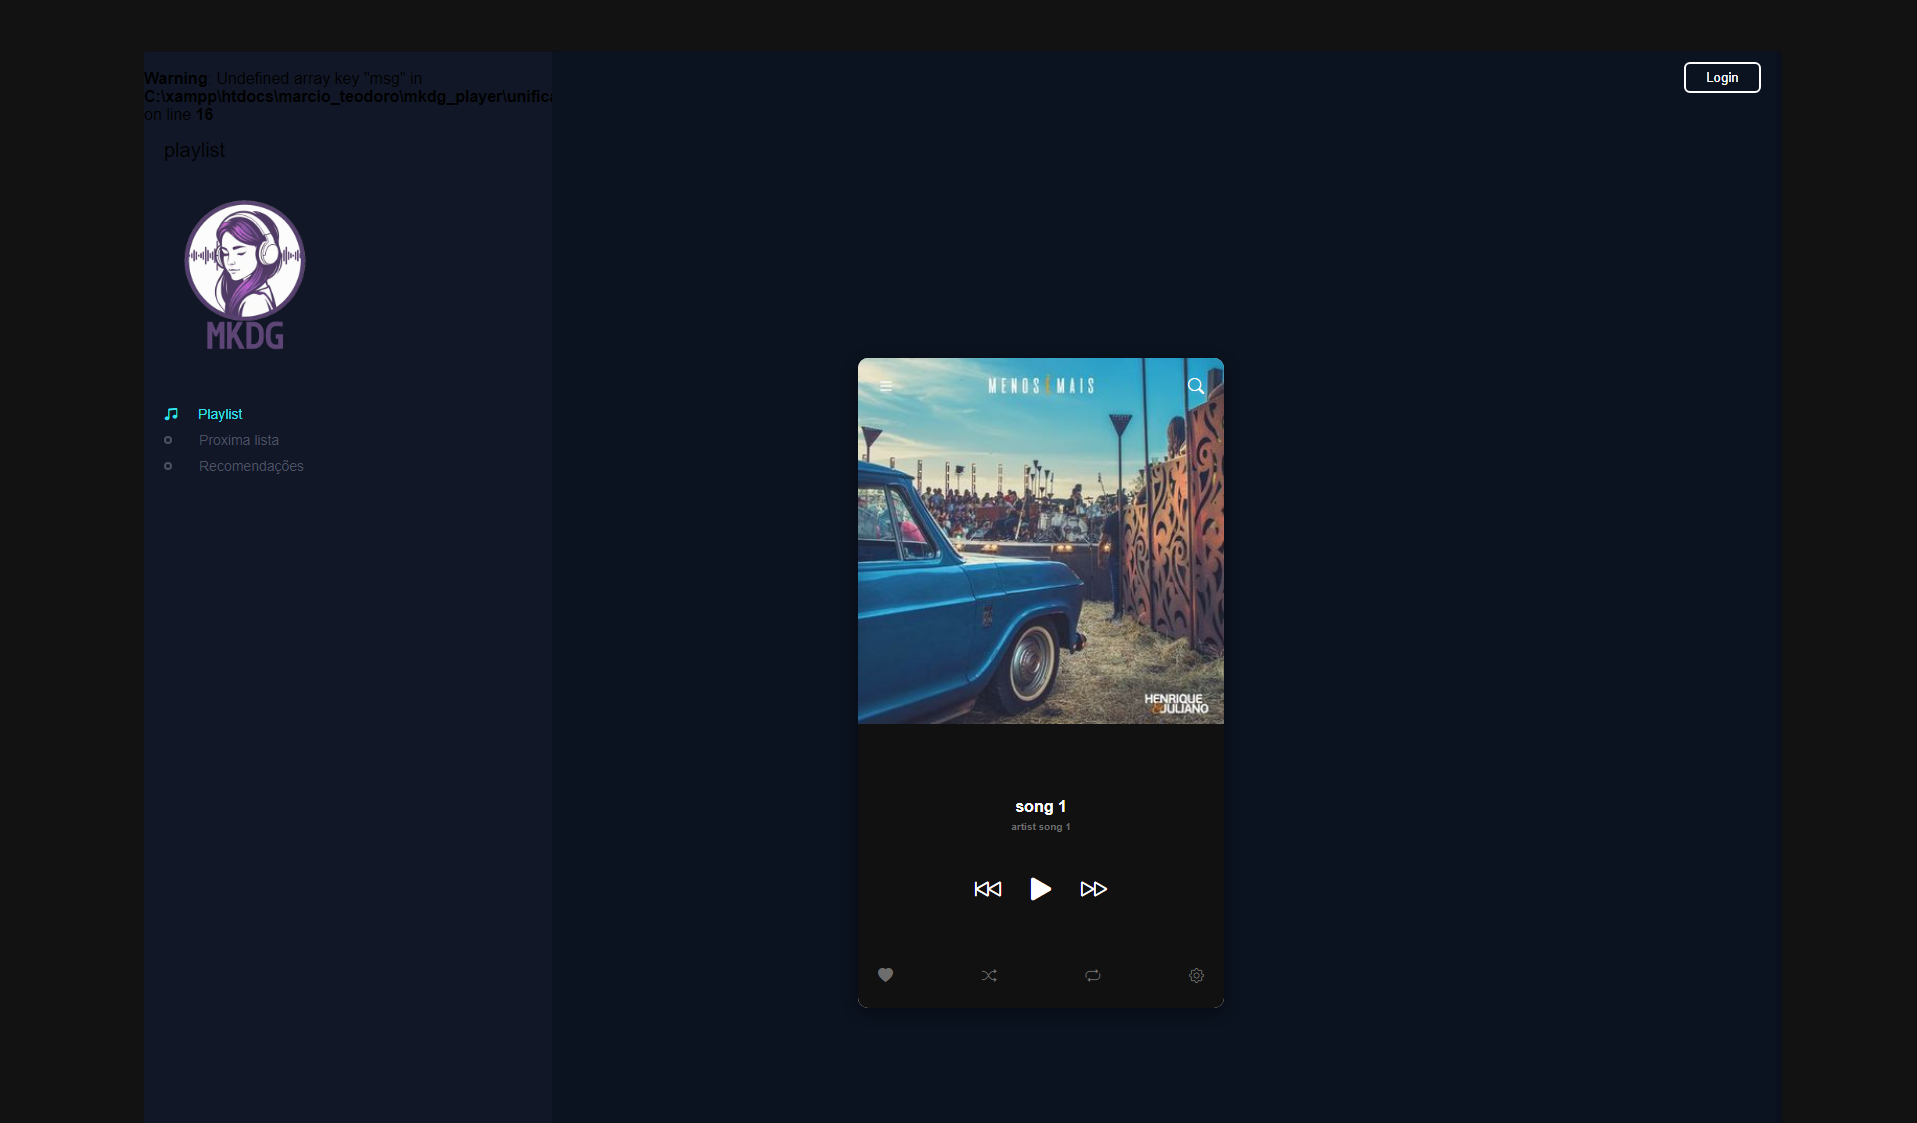 Warning: Undefined array key "msg" in
C:\xampp\htdocs\marcio_teodoro\mkdg_player\unifica
on line 16
Login
playlist
MKDG
Playlist
Proxima lista
Recomendações
MENOS É MAIS
HENRIQUE
&JULIANO
song 1
artist song 1